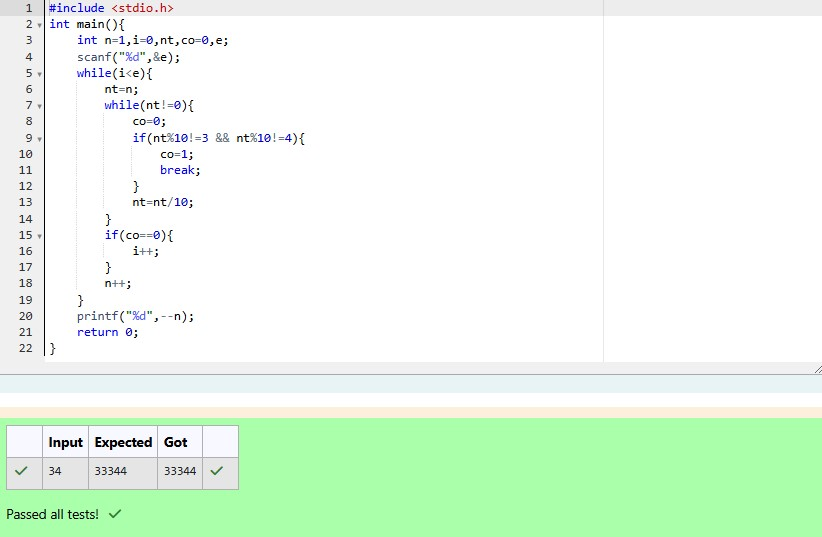 1 #include <stdio.h>
2 int main(){
3 int n=1,i=0,nt,co=0,e;
4 scanf("%d",&e);
5 while(i<e){
6 nt=n;
7 while(nt!=0){
8 co=0;
9 if(nt%10!=3 && nt%10!=4){
10 co=1;
11 break;
12 }
13 nt=nt/10;
14 }
15 if(co==0){
16 i++;
17 }
18 n++;
19 }
20 printf("%d",--n);
21 return 0;
22 }
Input Expected Got
34 33344 33344
Passed all tests!